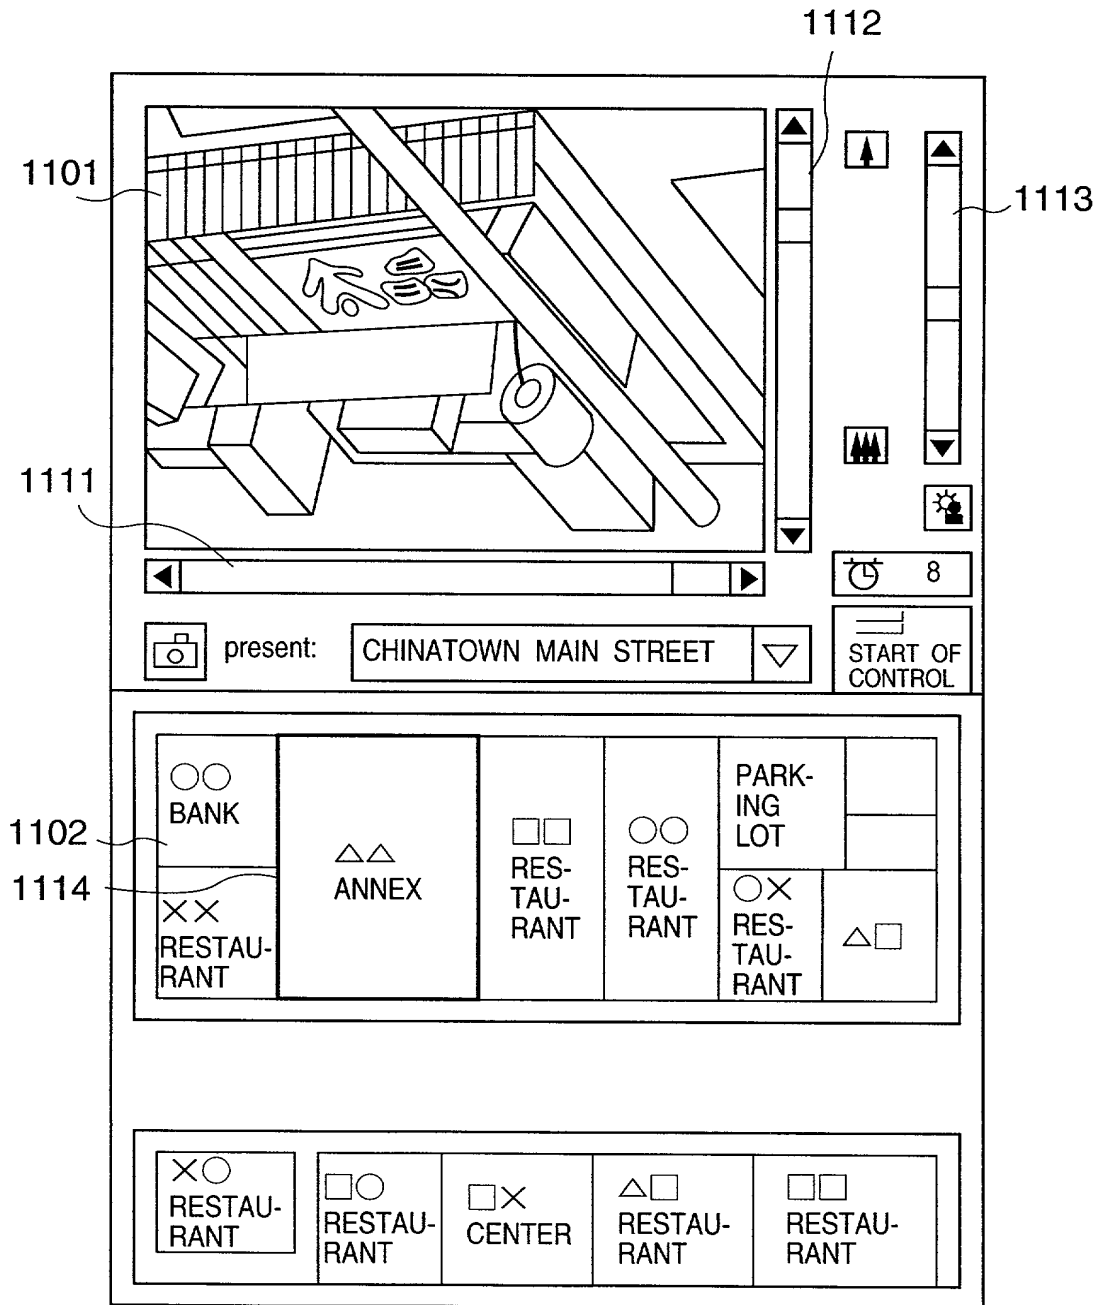 1112
1101
1113
1111
8
present:
CHINATOWN MAIN STREET
START OF
CONTROL
○○
BANK
1102
1114
××
RESTAU-
RANT
△△
ANNEX
□□
RES-
TAU-
RANT
○○
RES-
TAU-
RANT
PARK-
ING
LOT
○×
RES-
TAU-
RANT
△□
×○
RESTAU-
RANT
□○
RESTAU-
RANT
□×
CENTER
△□
RESTAU-
RANT
□□
RESTAU-
RANT